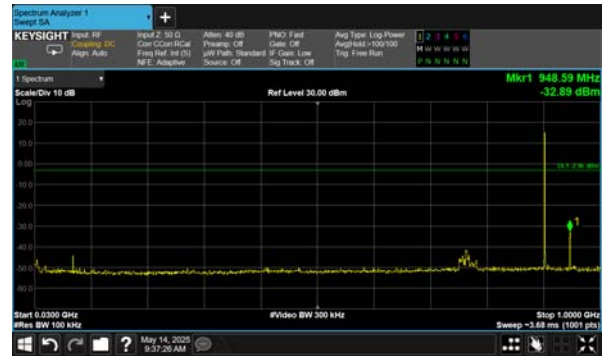 Spectrum Analyzer 1
Swept SA
+
KEYSIGHT Input: RF Input Z: 50 Ω Atten: 40 dB PNO: Fast Avg Type: Log-Power 1 2 3 4 5 6
Coupling: DC Corr CCorr RCal Preamp: Off Gate: Off Avg|Hold:>100/100 M W W W W W
Align: Auto Freq Ref: Int (S) µW Path: Standard IF Gain: Low Trig: Free Run
NFE: Adaptive Source: Off Sig Track: Off P N N N N N
1 Spectrum Mkr1 948.59 MHz
Scale/Div 10 dB Ref Level 30.00 dBm -32.89 dBm
Log
20.0
10.0
0.00
-10.0
-20.0
-30.0
1
-40.0
-50.0
-60.0
Start 0.0300 GHz #Video BW 300 kHz Stop 1.0000 GHz
#Res BW 100 kHz Sweep ~3.68 ms (1001 pts)
? May 14, 2025
9:37:26 AM